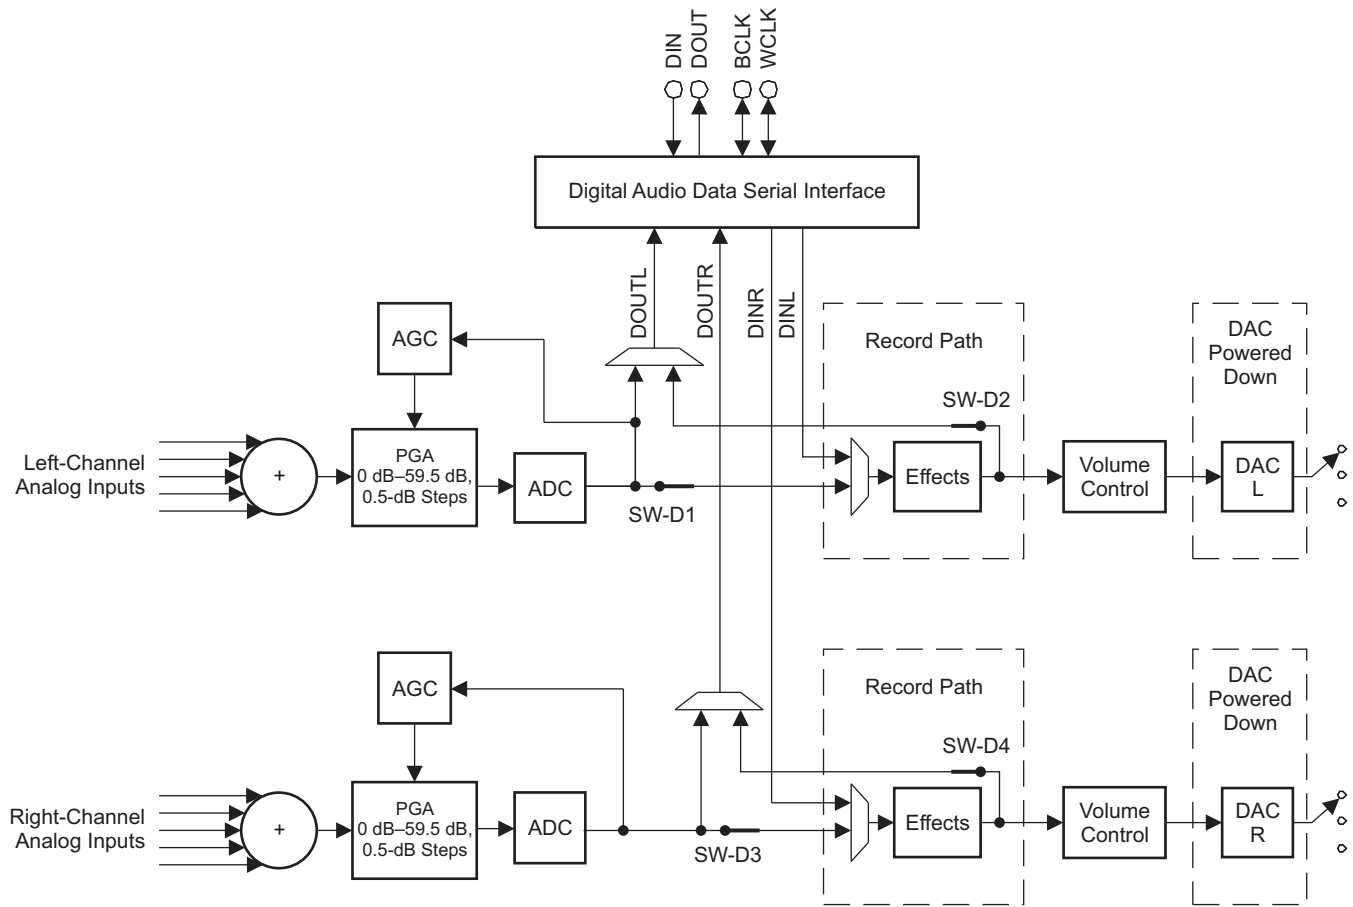 DIN
DOUT
BCLK
WCLK
Digital Audio Data Serial Interface
DOUTL
DOUTR
DINR
DINL
AGC
Record Path
DAC
Powered
Down
SW-D2
Left-Channel
Analog Inputs
+
PGA
0 dB–59.5 dB,
0.5-dB Steps
ADC
SW-D1
Effects
Volume
Control
DAC
L
AGC
Record Path
DAC
Powered
Down
SW-D4
Right-Channel
Analog Inputs
+
PGA
0 dB–59.5 dB,
0.5-dB Steps
ADC
SW-D3
Effects
Volume
Control
DAC
R